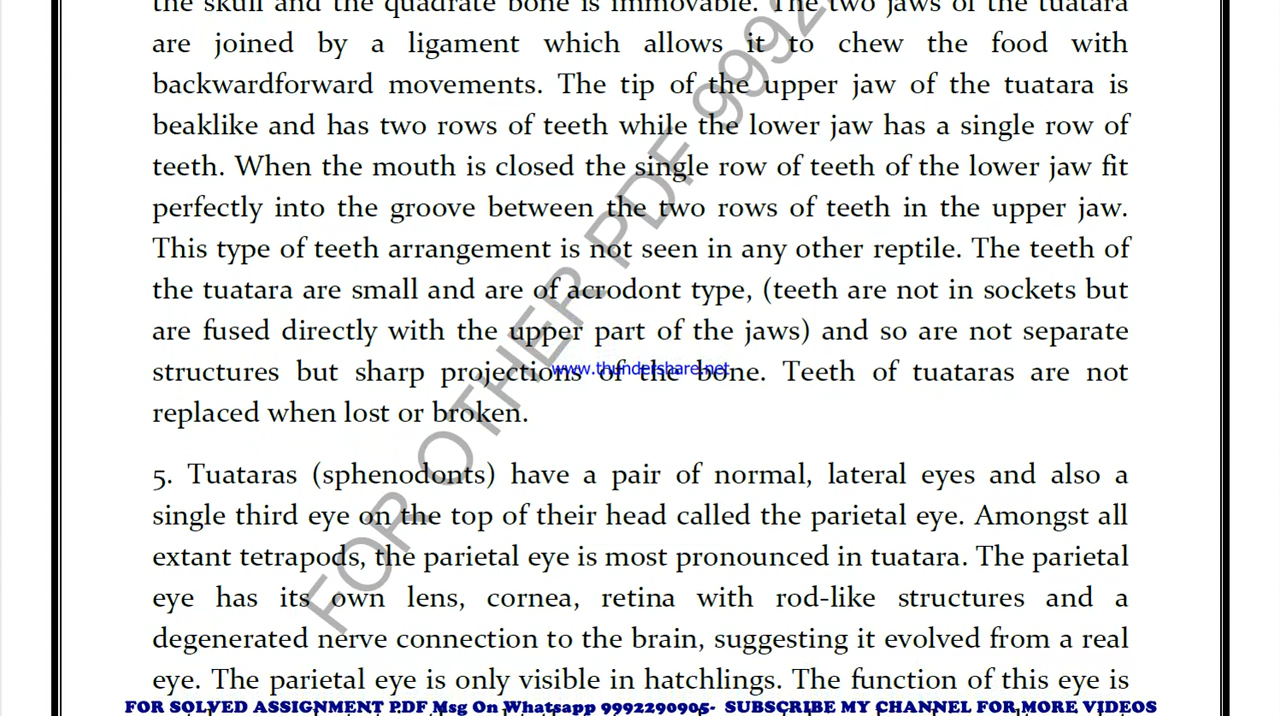 the skull and the quadrate bone is immovable. The two jaws of the tuatara
are joined by a ligament which allows it to chew the food with
backwardforward movements. The tip of the upper jaw of the tuatara is
beaklike and has two rows of teeth while the lower jaw has a single row of
teeth. When the mouth is closed the single row of teeth of the lower jaw fit
perfectly into the groove between the two rows of teeth in the upper jaw.
This type of teeth arrangement is not seen in any other reptile. The teeth of
the tuatara are small and are of acrodont type, (teeth are not in sockets but
are fused directly with the upper part of the jaws) and so are not separate
structures but sharp projections of the bone. Teeth of tuataras are not
replaced when lost or broken.
www.thundershare.net
5. Tuataras (sphenodonts) have a pair of normal, lateral eyes and also a
single third eye on the top of their head called the parietal eye. Amongst all
extant tetrapods, the parietal eye is most pronounced in tuatara. The parietal
eye has its own lens, cornea, retina with rod-like structures and a
degenerated nerve connection to the brain, suggesting it evolved from a real
eye. The parietal eye is only visible in hatchlings. The function of this eye is
FOR OTHER PDF 9992
FOR SOLVED ASSIGNMENT PDF Msg On Whatsapp 9992290905- SUBSCRIBE MY CHANNEL FOR MORE VIDEOS